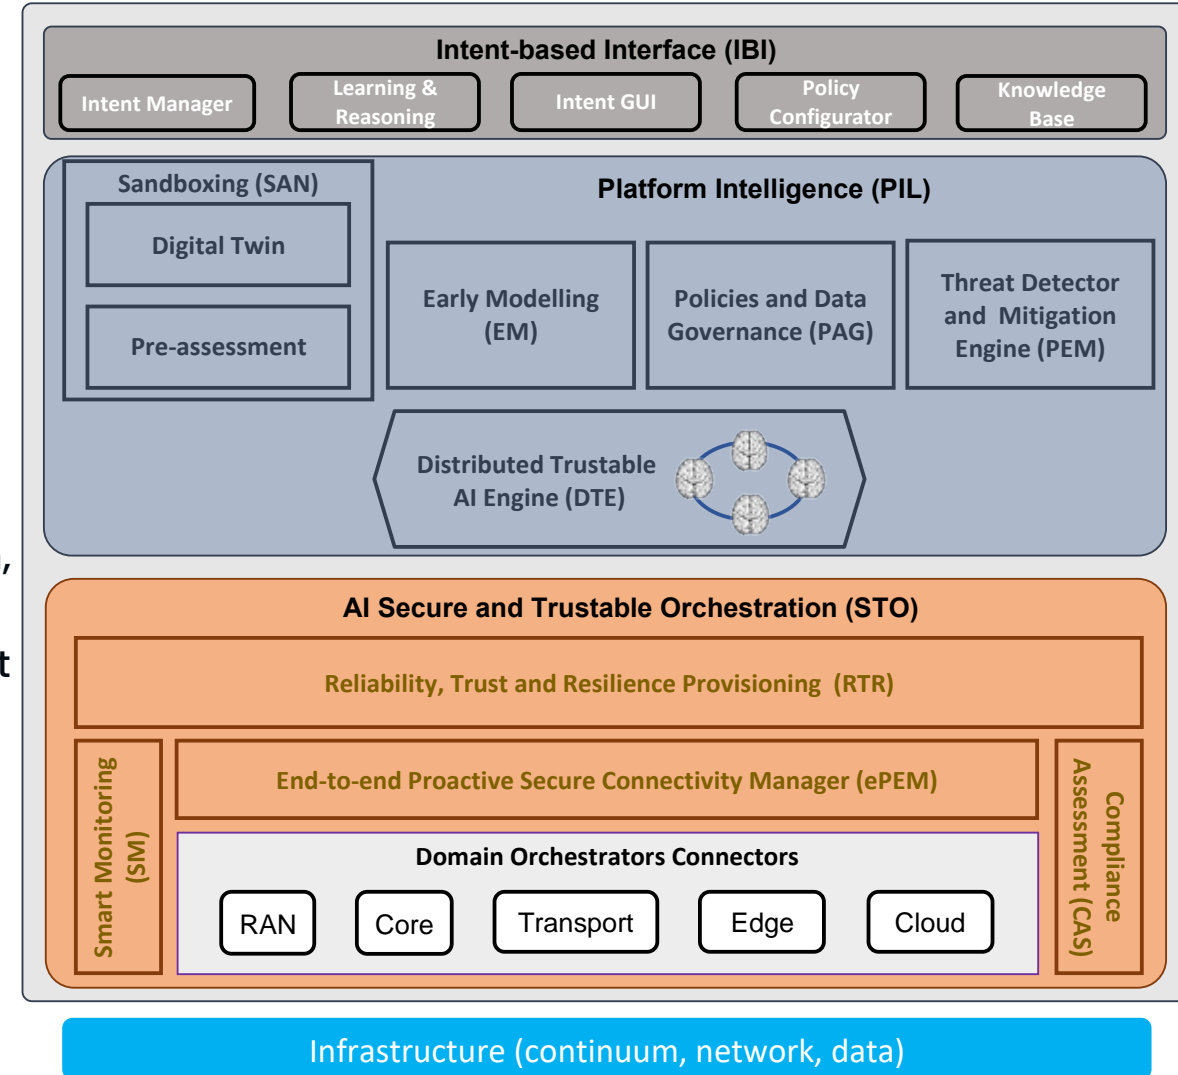 Intent-based Interface (IBI)
Intent Manager
Learning &
Reasoning
Intent GUI
Policy
Configurator
Knowledge
Base
Sandboxing (SAN)
Digital Twin
Pre-assessment
Platform Intelligence (PIL)
Early Modelling
(EM)
Policies and Data
Governance (PAG)
Threat Detector
and Mitigation
Engine (PEM)
Distributed Trustable
AI Engine (DTE)
,
t
AI Secure and Trustable Orchestration (STO)
Reliability, Trust and Resilience Provisioning (RTR)
Smart Monitoring
(SM)
End-to-end Proactive Secure Connectivity Manager (ePEM)
Domain Orchestrators Connectors
RAN
Core
Transport
Edge
Cloud
Compliance
Assessment (CAS)
Infrastructure (continuum, network, data)